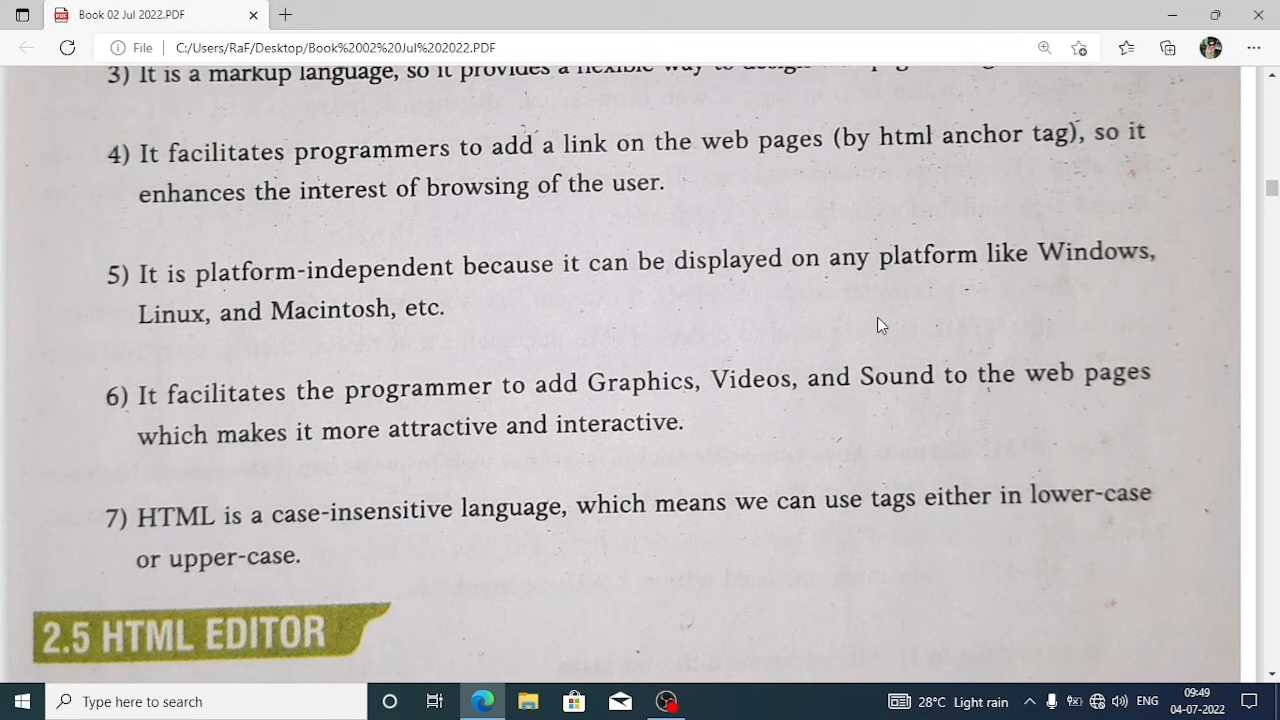 Book 02 Jul 2022.PDF
File
C:/Users/RaF/Desktop/Book%2002%20Jul%202022.PDF
3) It is a markup language, so it provides a flexible way to design
4) It facilitates programmers to add a link on the web pages (by html anchor tag), so it
enhances the interest of browsing of the user.
5) It is platform-independent because it can be displayed on any platform like Windows,
Linux, and Macintosh, etc.
6) It facilitates the programmer to add Graphics, Videos, and Sound to the web pages
which makes it more attractive and interactive.
7) HTML is a case-insensitive language, which means we can use tags either in lower-case
or upper-case.
2.5 HTML EDITOR
Type here to search
28°C Light rain
ENG
09:49
04-07-2022